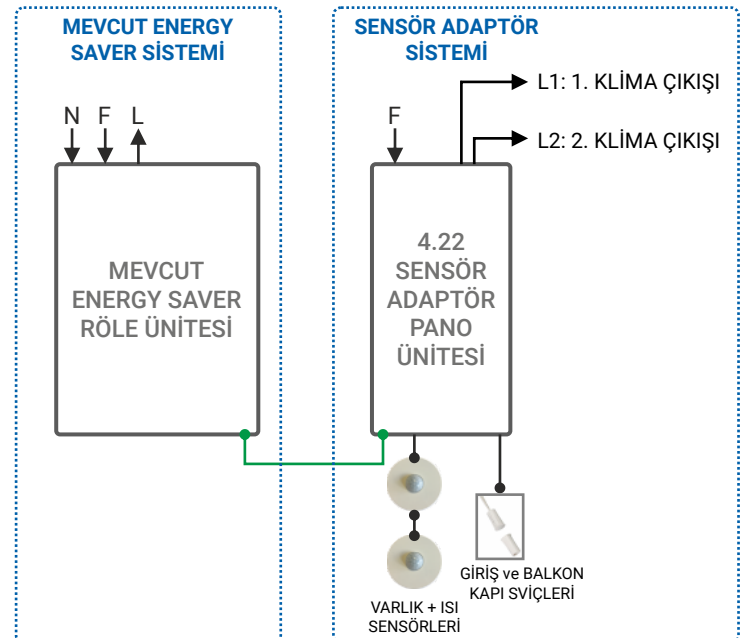 MEVCUT ENERGY
SAVER SİSTEMİ
N F L
MEVCUT
ENERGY SAVER
RÖLE ÜNİTESİ
SENSÖR ADAPTÖR
SİSTEMİ
F
L1: 1. KLİMA ÇIKIŞI
L2: 2. KLİMA ÇIKIŞI
4.22
SENSÖR
ADAPTÖR
PANO
ÜNİTESİ
GİRİŞ ve BALKON
KAPI SVİÇLERİ
VARLIK + ISI
SENSÖRLERİ